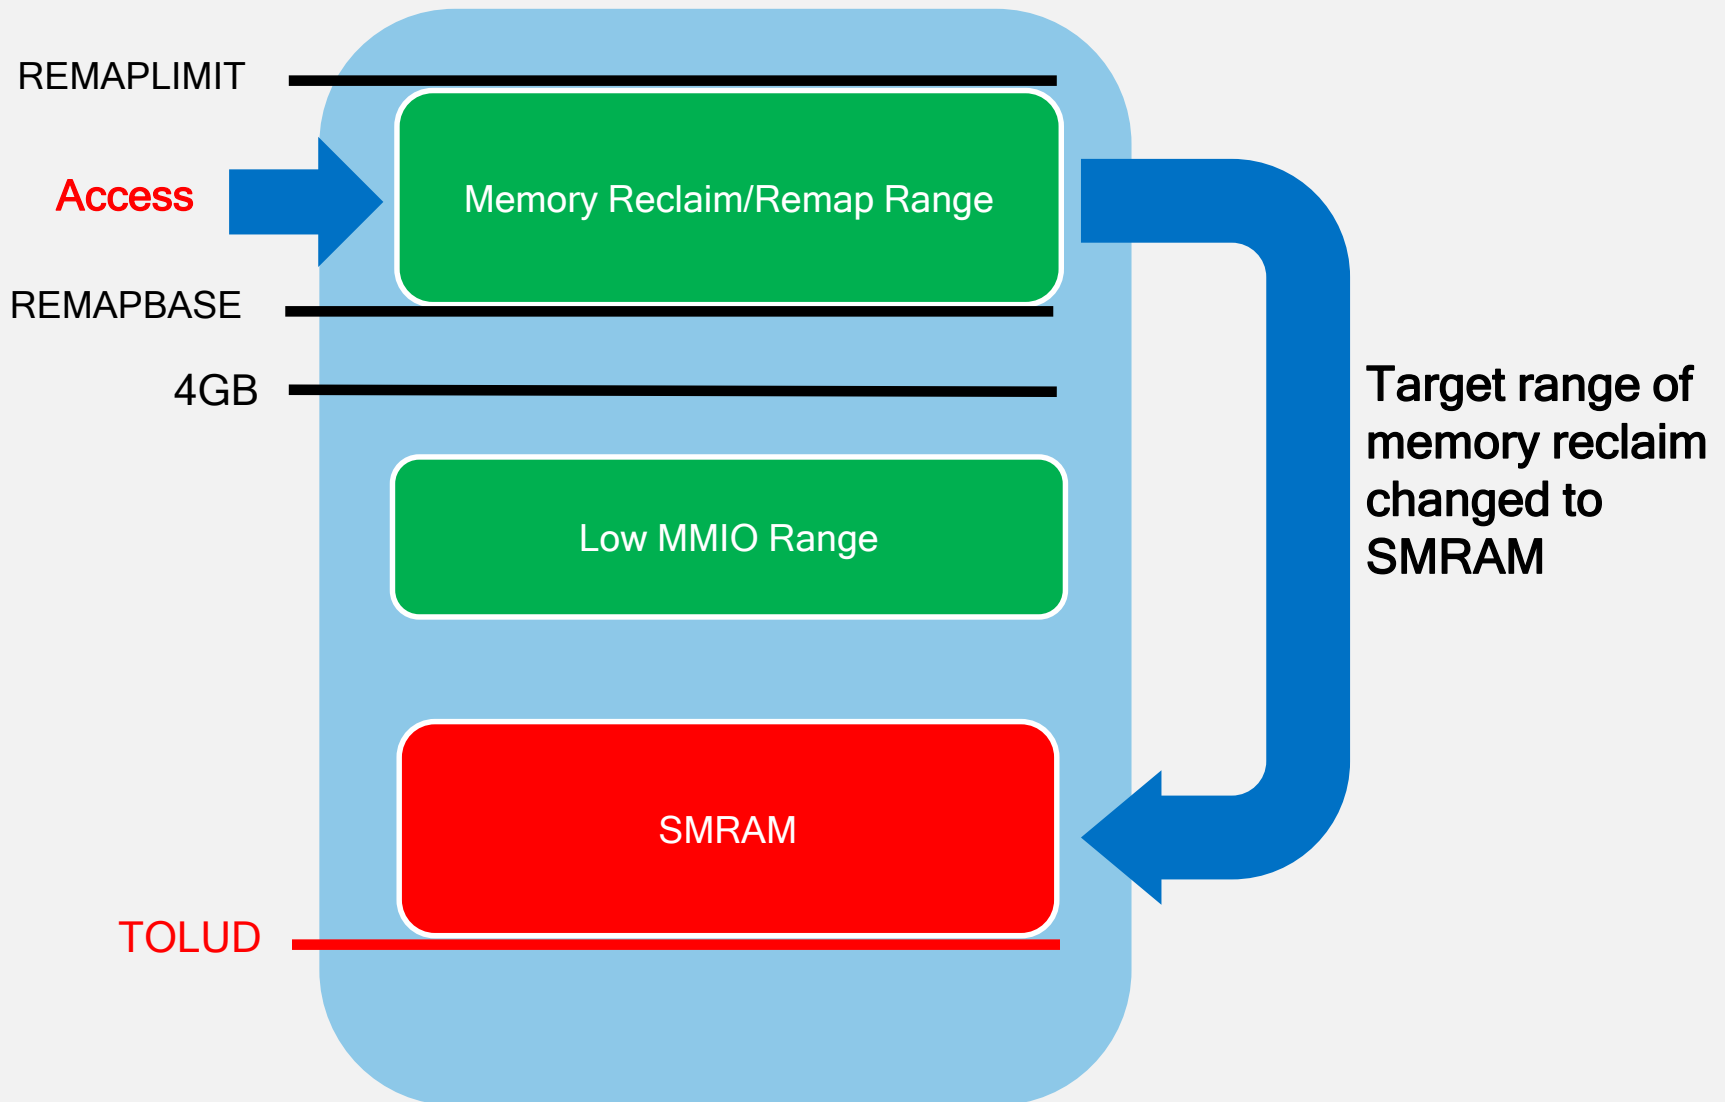 REMAPLIMIT
Access
Memory Reclaim/Remap Range
REMAPBASE
4GB
Target range of
memory reclaim
changed to
SMRAM
Low MMIO Range
SMRAM
TOLUD